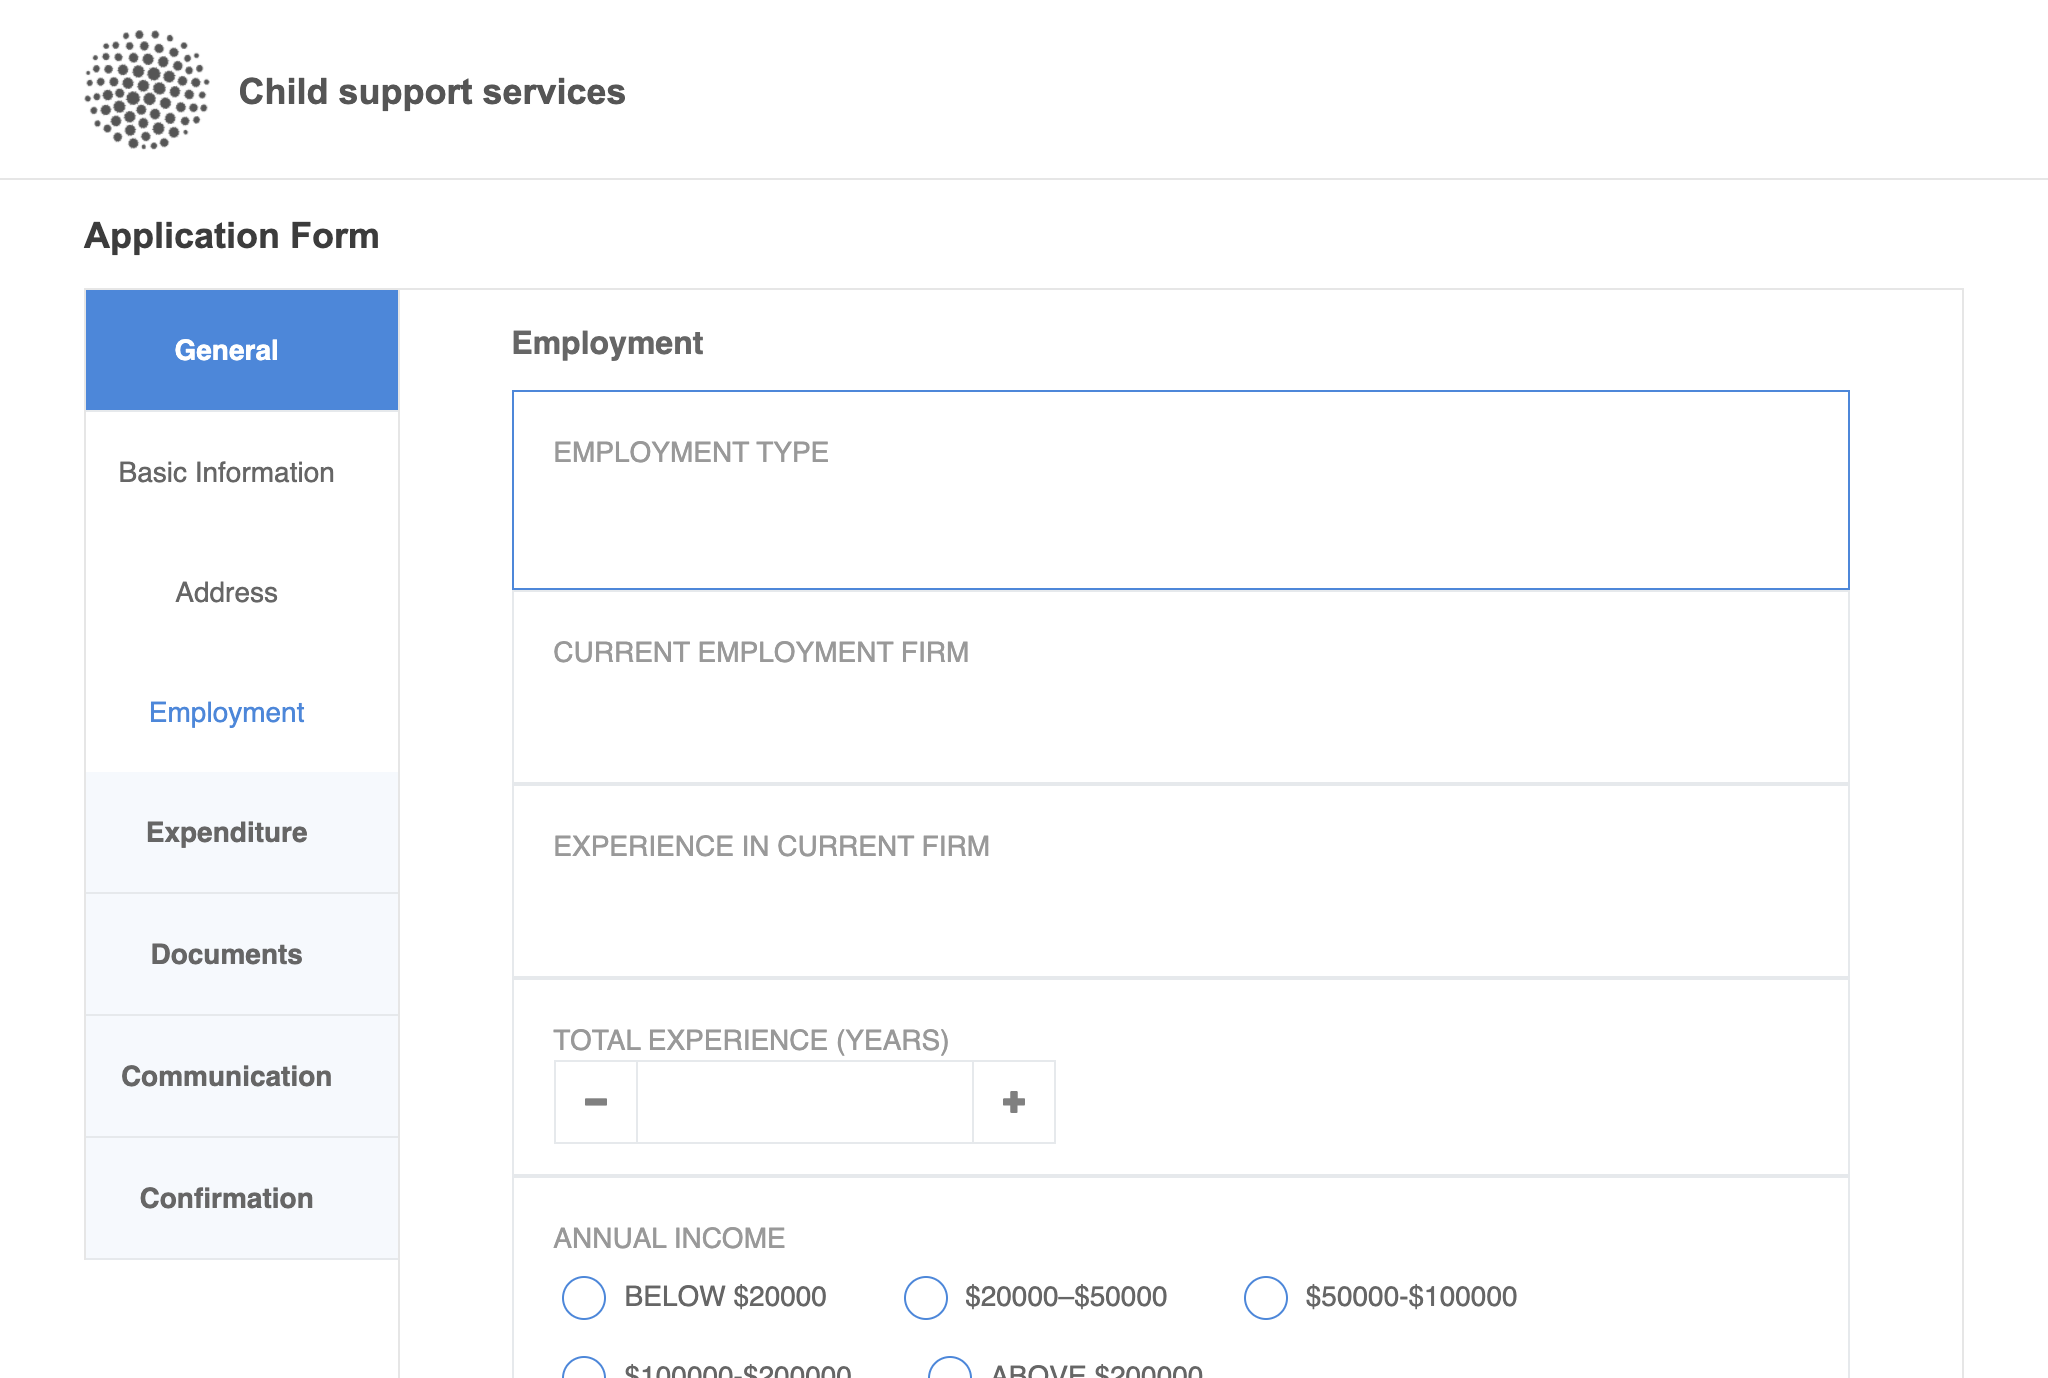 Child support services
Application Form
General
Basic Information
Address
Employment
Expenditure
Documents
Communication
Confirmation
Employment
EMPLOYMENT TYPE
CURRENT EMPLOYMENT FIRM
EXPERIENCE IN CURRENT FIRM
TOTAL EXPERIENCE (YEARS)
ANNUAL INCOME
BELOW $20000 $20000–$50000 $50000-$100000
$100000-$200000 ABOVE $200000